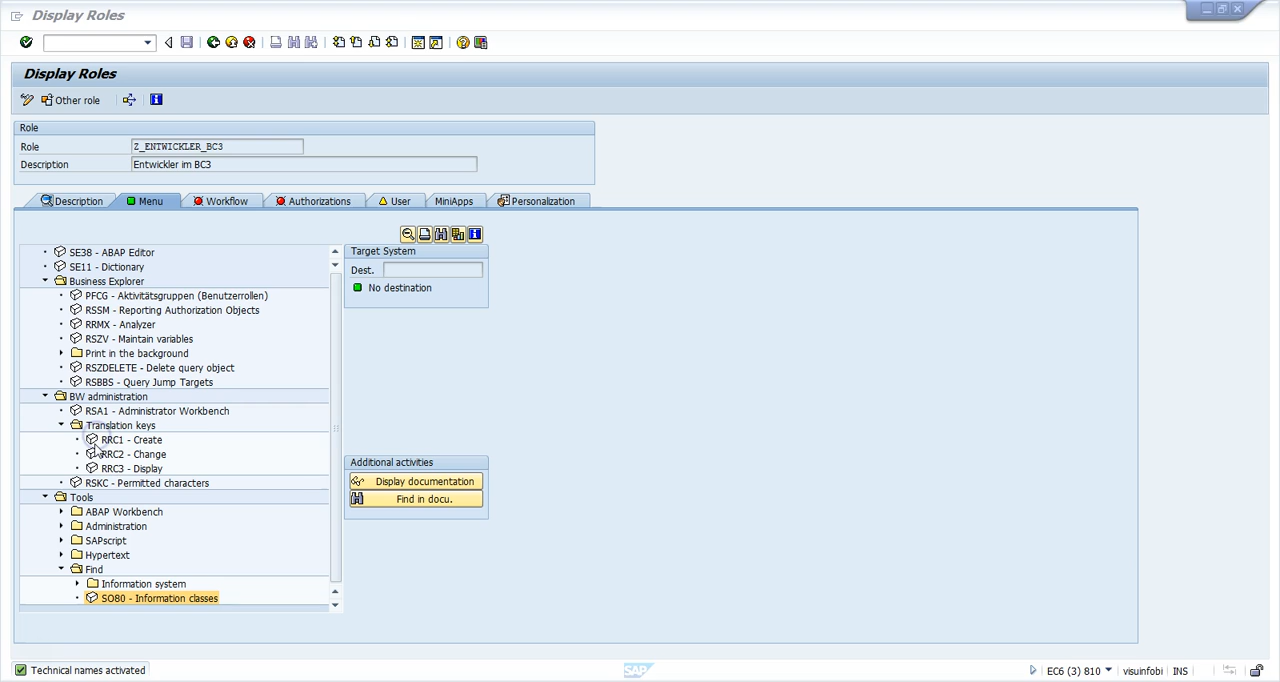 Display Roles
Display Roles
Other role
Role
Role Z_ENTWICKLER_BC3
Description Entwickler im BC3
Description Menu Workflow Authorizations User MiniApps Personalization
SE38 - ABAP Editor
SE11 - Dictionary
Business Explorer
PFCG - Aktivitätsgruppen (Benutzerrollen)
RSSM - Reporting Authorization Objects
RRMX - Analyzer
RSZV - Maintain variables
Print in the background
RSZDELETE - Delete query object
RSBBS - Query Jump Targets
BW administration
RSA1 - Administrator Workbench
Translation keys
RRC1 - Create
RRC2 - Change
RRC3 - Display
RSKC - Permitted characters
Tools
ABAP Workbench
Administration
SAPscript
Hypertext
Find
Information system
SO80 - Information classes
Target System
Dest.
No destination
Additional activities
Display documentation
Find in docu.
Technical names activated
SAP
EC6 (3) 810 visuinfobi INS